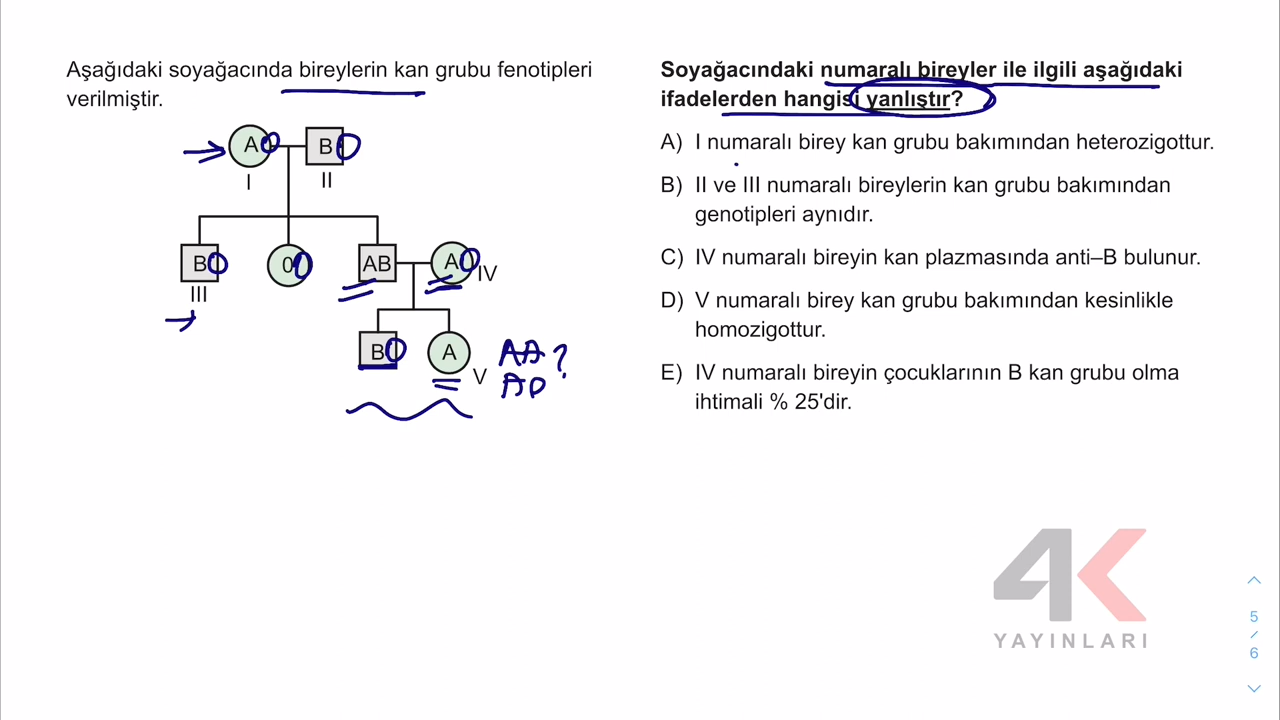 Aşağıdaki soyağacında bireylerin kan grubu fenotipleri
verilmiştir.
A0 B0
I II
B0 00 AB A0 IV
III
B0 A V AA ?
A0
Soyağacındaki numaralı bireyler ile ilgili aşağıdaki
ifadelerden hangisi yanlıştır?
A) I numaralı birey kan grubu bakımından heterozigottur.
B) II ve III numaralı bireylerin kan grubu bakımından
genotipleri aynıdır.
C) IV numaralı bireyin kan plazmasında anti–B bulunur.
D) V numaralı birey kan grubu bakımından kesinlikle
homozigottur.
E) IV numaralı bireyin çocuklarının B kan grubu olma
ihtimali % 25'dir.
4K
YAYINLARI
5
/
6